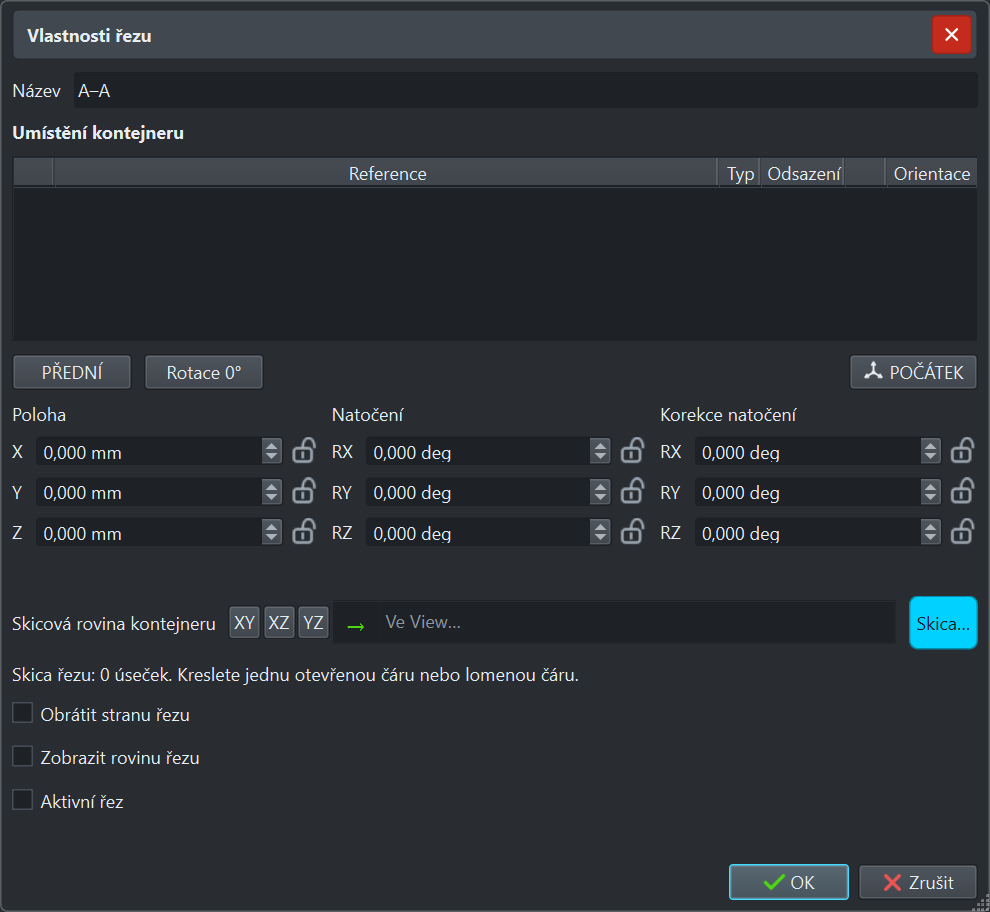 Vlastnosti řezu
Název A–A
Umístění kontejneru
Reference Typ Odsazení Orientace
PŘEDNÍ Rotace 0° POČÁTEK
Poloha Natočení Korekce natočení
X 0,000 mm RX 0,000 deg RX 0,000 deg
Y 0,000 mm RY 0,000 deg RY 0,000 deg
Z 0,000 mm RZ 0,000 deg RZ 0,000 deg
Skicová rovina kontejneru XY XZ YZ → Ve View... Skica...
Skica řezu: 0 úseček. Kreslete jednu otevřenou čáru nebo lomenou čáru.
Obrátit stranu řezu
Zobrazit rovinu řezu
Aktivní řez
OK Zrušit